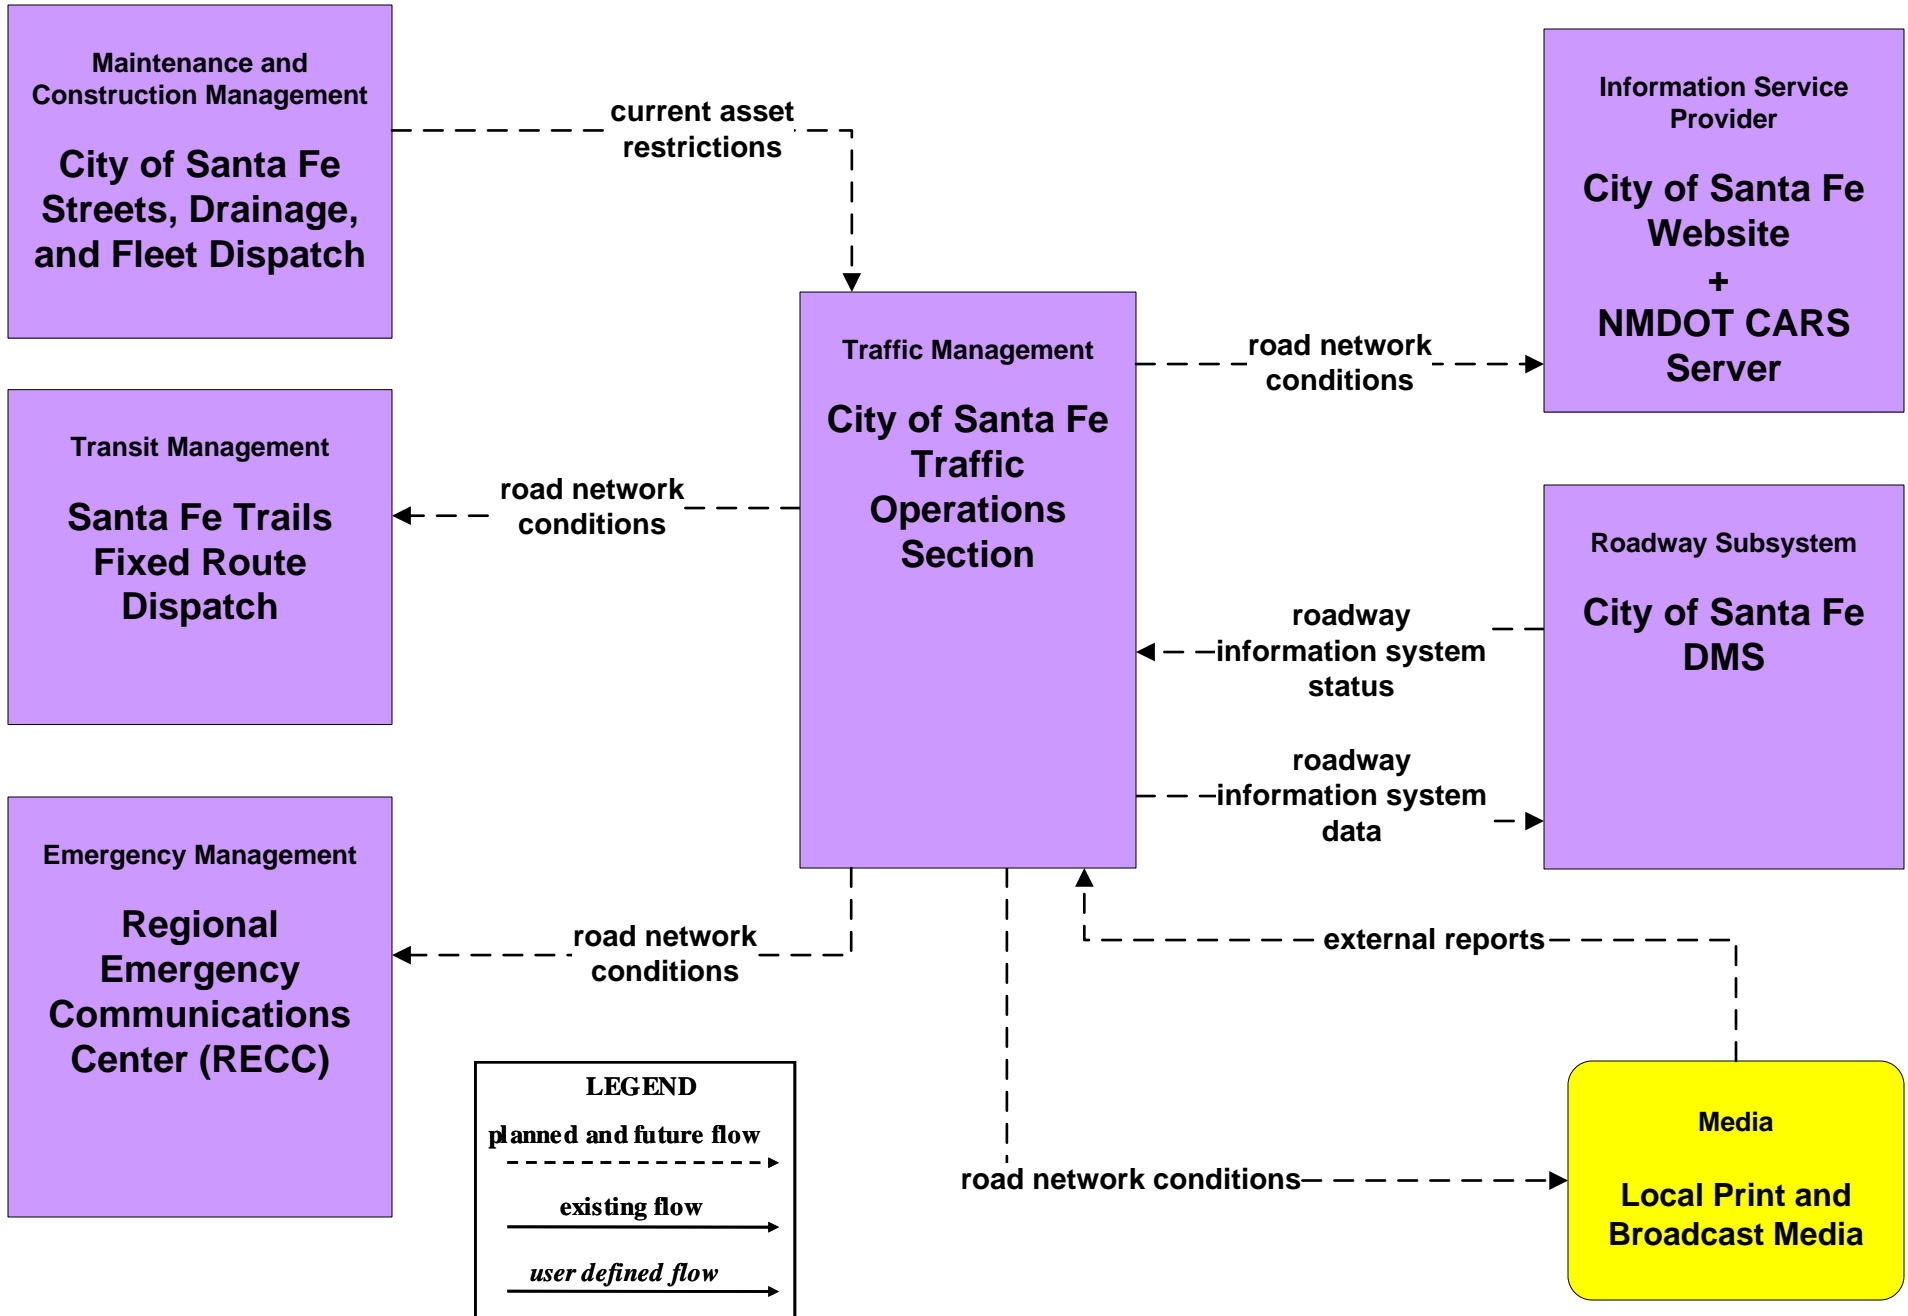 Maintenance and
Construction Management
City of Santa Fe
Streets, Drainage,
and Fleet Dispatch
current asset
restrictions
Information Service
Provider
City of Santa Fe
Website
+
NMDOT CARS
Server
Traffic Management
City of Santa Fe
Traffic
Operations
Section
road network
conditions
Transit Management
Santa Fe Trails
Fixed Route
Dispatch
road network
conditions
Roadway Subsystem
City of Santa Fe
DMS
roadway
information system
status
roadway
information system
data
Emergency Management
Regional
Emergency
Communications
Center (RECC)
road network
conditions
external reports
road network conditions
Media
Local Print and
Broadcast Media
LEGEND
planned and future flow
existing flow
user defined flow